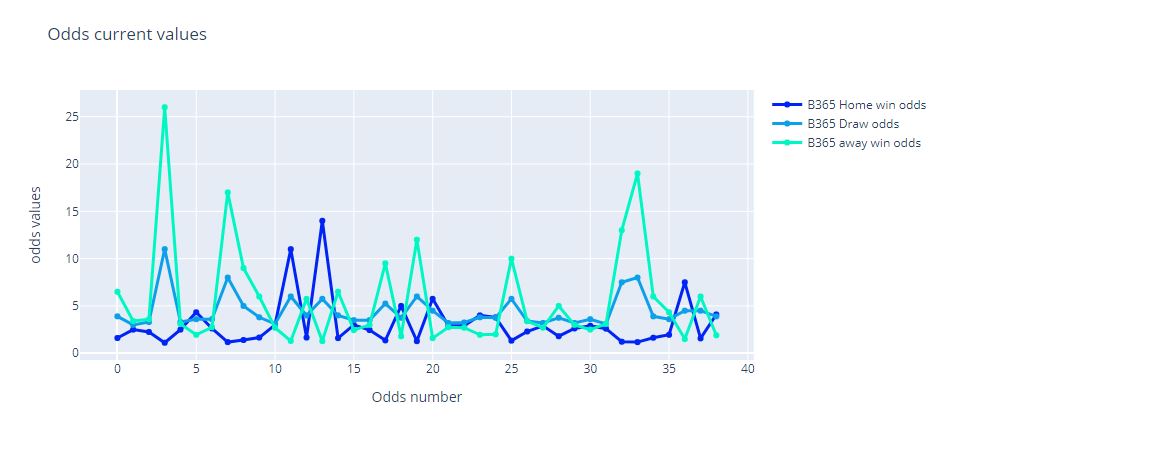 Odds current values
B365 Home win odds
B365 Draw odds
B365 away win odds
25
20
15
10
5
0
odds values
0 5 10 15 20 25 30 35 40
Odds number